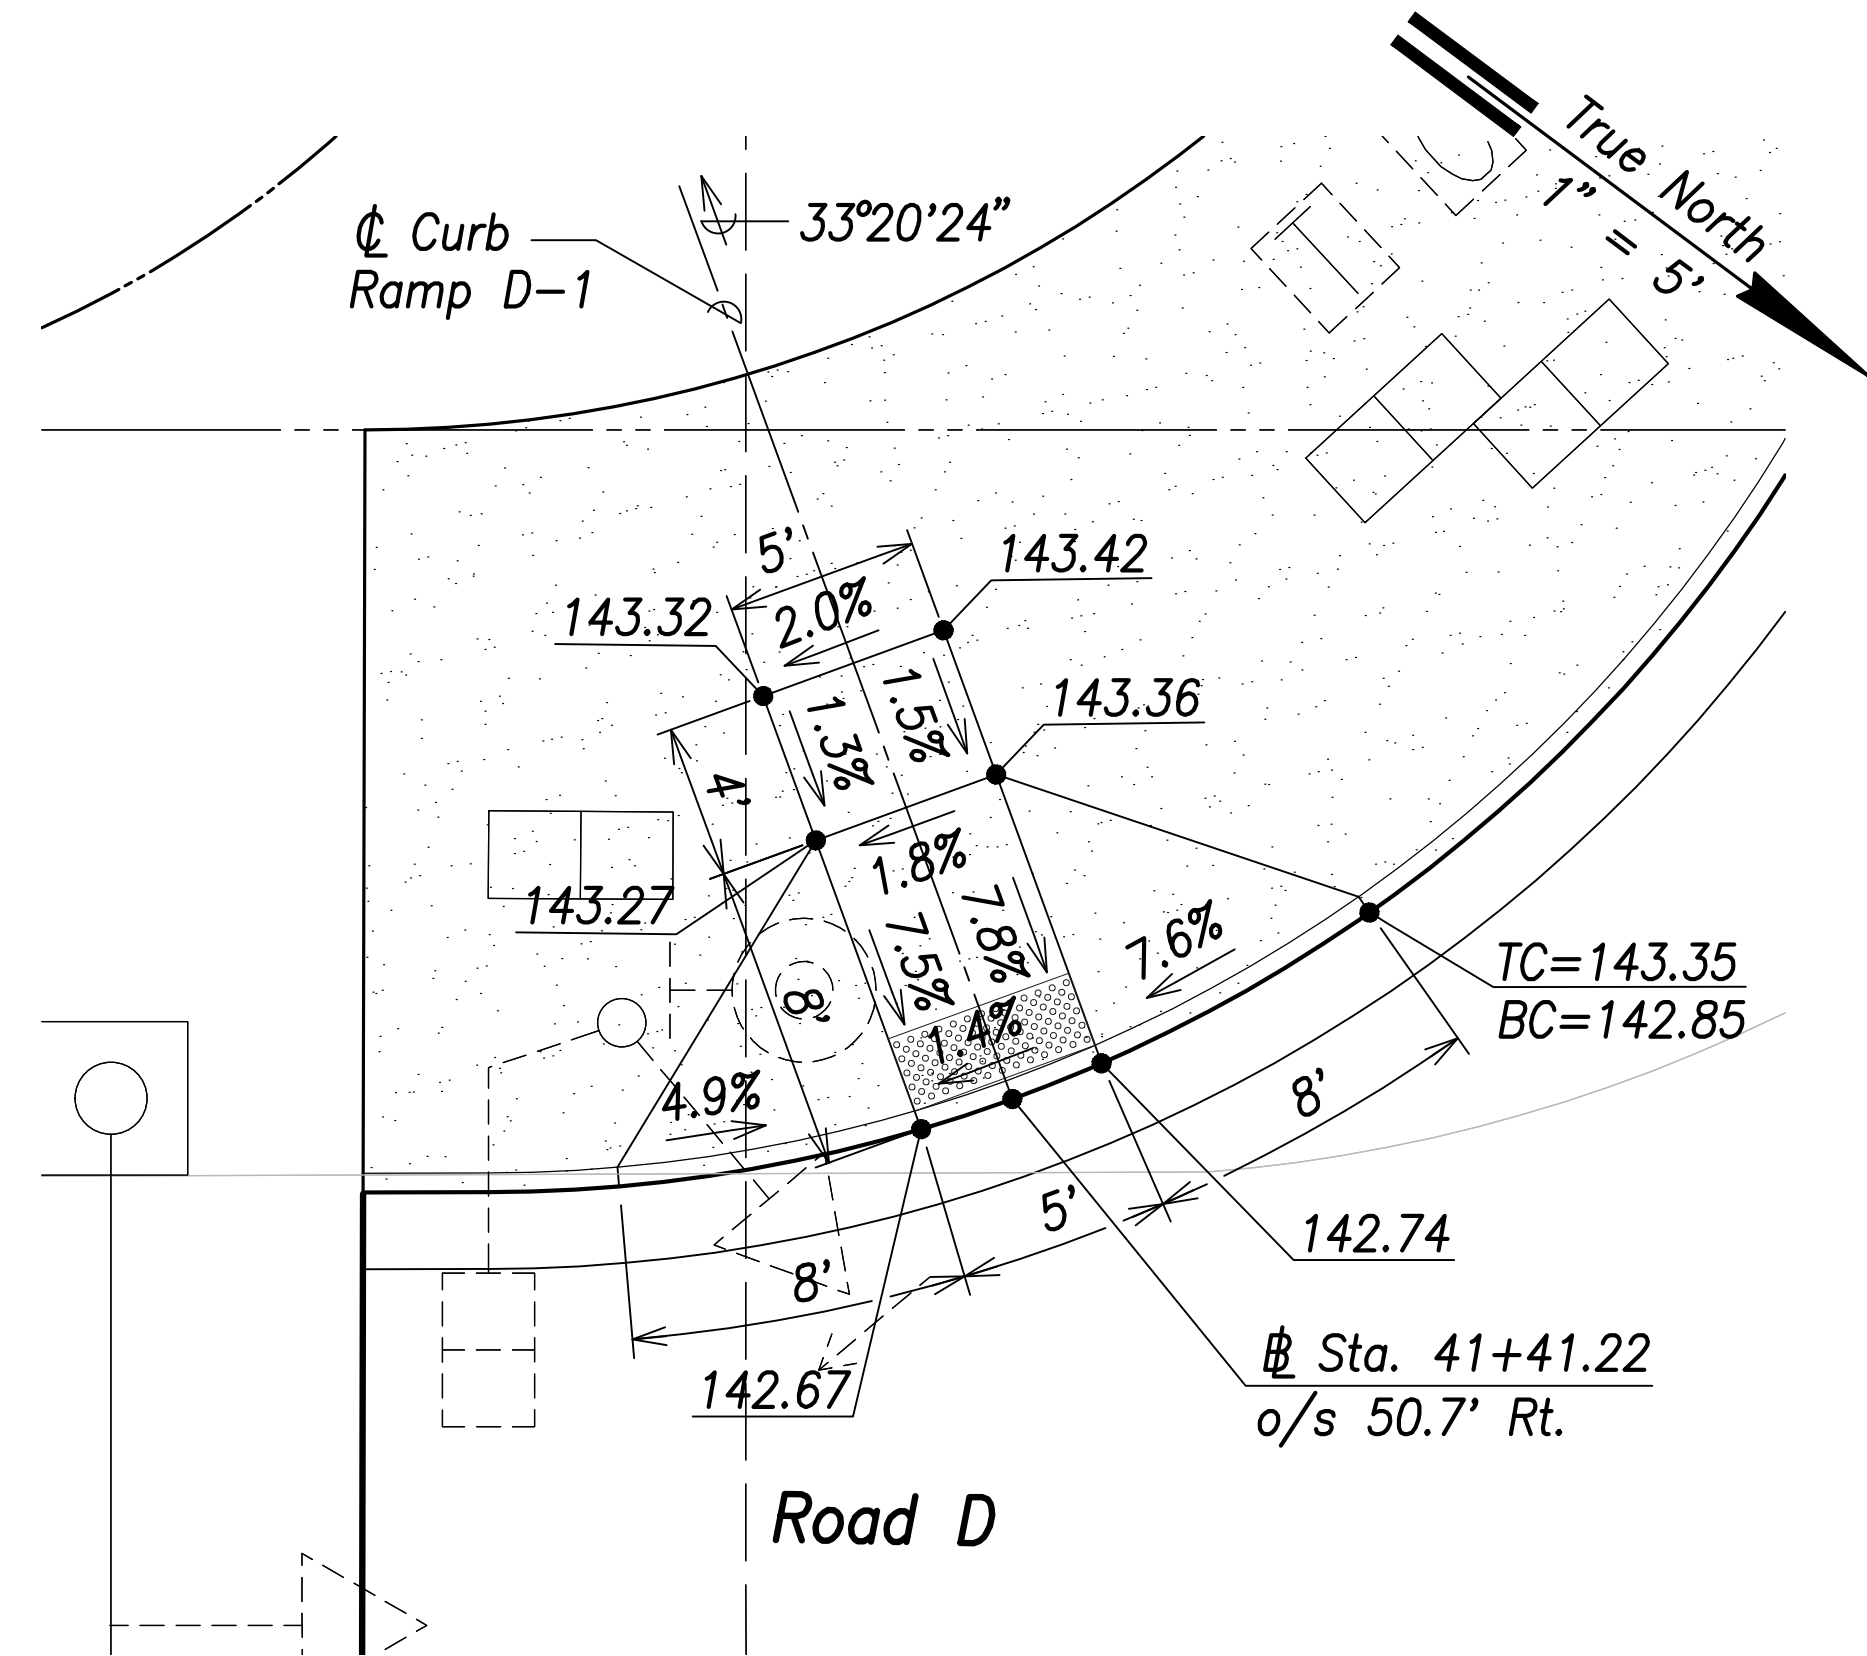 True North
1" = 5'
33°20'24"
℄ Curb
Ramp D-1
5'
143.42
2.0%
143.32
1.5%
143.36
1.3%
4'
1.8%
143.27
7.8%
7.5%
7.6%
TC=143.35
BC=142.85
8'
1.4%
4.9%
8'
5'
142.74
8'
142.67
B̵L Sta. 41+41.22
o/s 50.7' Rt.
Road D